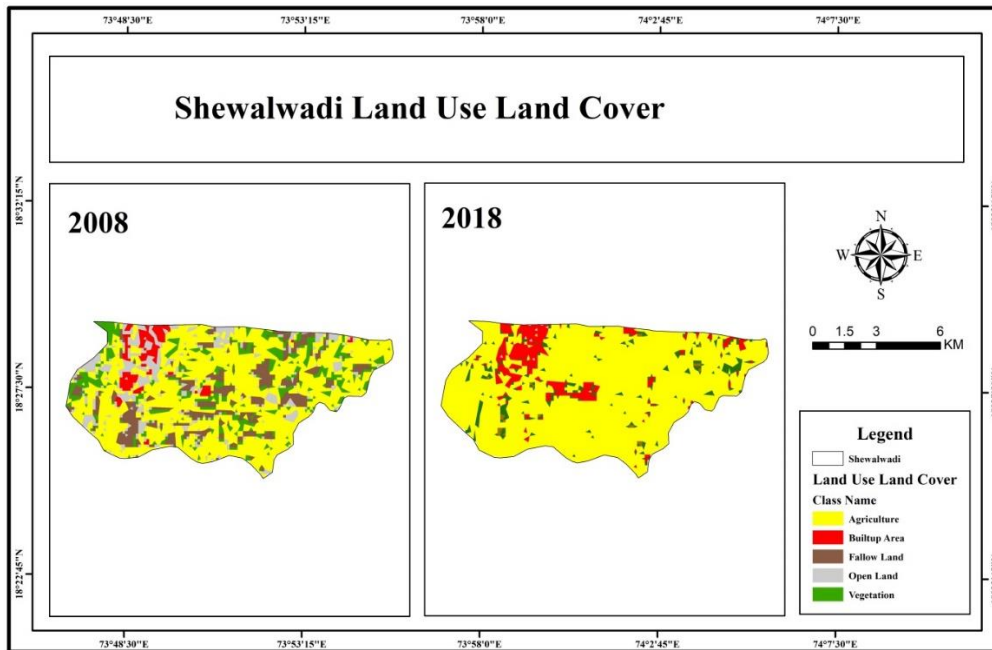 73°48'30"E 73°53'15"E 73°58'0"E 74°2'45"E 74°7'30"E
Shewalwadi Land Use Land Cover
18°32'15"N
2008
2018
N
W E
S
0 1.5 3 6
KM
18°27'30"N
Legend
Shewalwadi
Land Use Land Cover
Class Name
Agriculture
Builtup Area
Fallow Land
Open Land
Vegetation
18°22'45"N
73°48'30"E 73°53'15"E 73°58'0"E 74°2'45"E 74°7'30"E